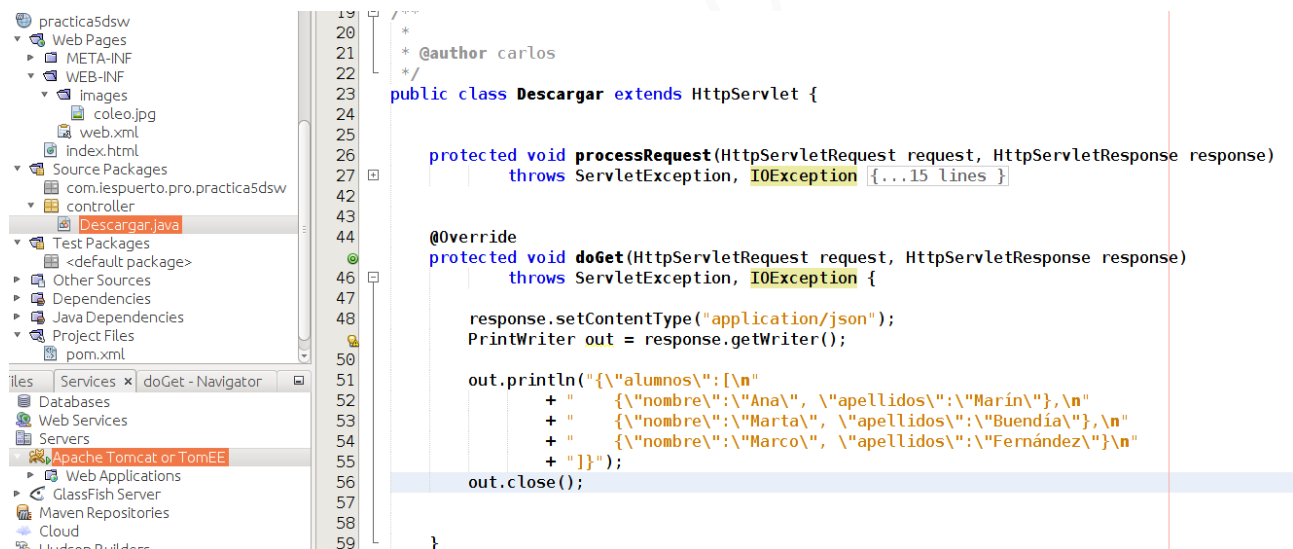 practica5dsw
Web Pages
META-INF
WEB-INF
images
coleo.jpg
web.xml
index.html
Source Packages
com.iespuerto.pro.practica5dsw
controller
Descargar.java
Test Packages
<default package>
Other Sources
Dependencies
Java Dependencies
Project Files
pom.xml
iles Services × doGet - Navigator
Databases
Web Services
Servers
Apache Tomcat or TomEE
Web Applications
GlassFish Server
Maven Repositories
Cloud
Hudson Builders
19 /**
20 *
21 * @author carlos
22 */
23 public class Descargar extends HttpServlet {
24
25
26 protected void processRequest(HttpServletRequest request, HttpServletResponse response)
27 throws ServletException, IOException {...15 lines }
42
43
44 @Override
protected void doGet(HttpServletRequest request, HttpServletResponse response)
46 throws ServletException, IOException {
47
48 response.setContentType("application/json");
PrintWriter out = response.getWriter();
50
51 out.println("{\"alumnos\":[\n"
52 + "    {\"nombre\":\"Ana\", \"apellidos\":\"Marín\"},\n"
53 + "    {\"nombre\":\"Marta\", \"apellidos\":\"Buendía\"},\n"
54 + "    {\"nombre\":\"Marco\", \"apellidos\":\"Fernández\"}\n"
55 + "]}");
56 out.close();
57
58
59 }